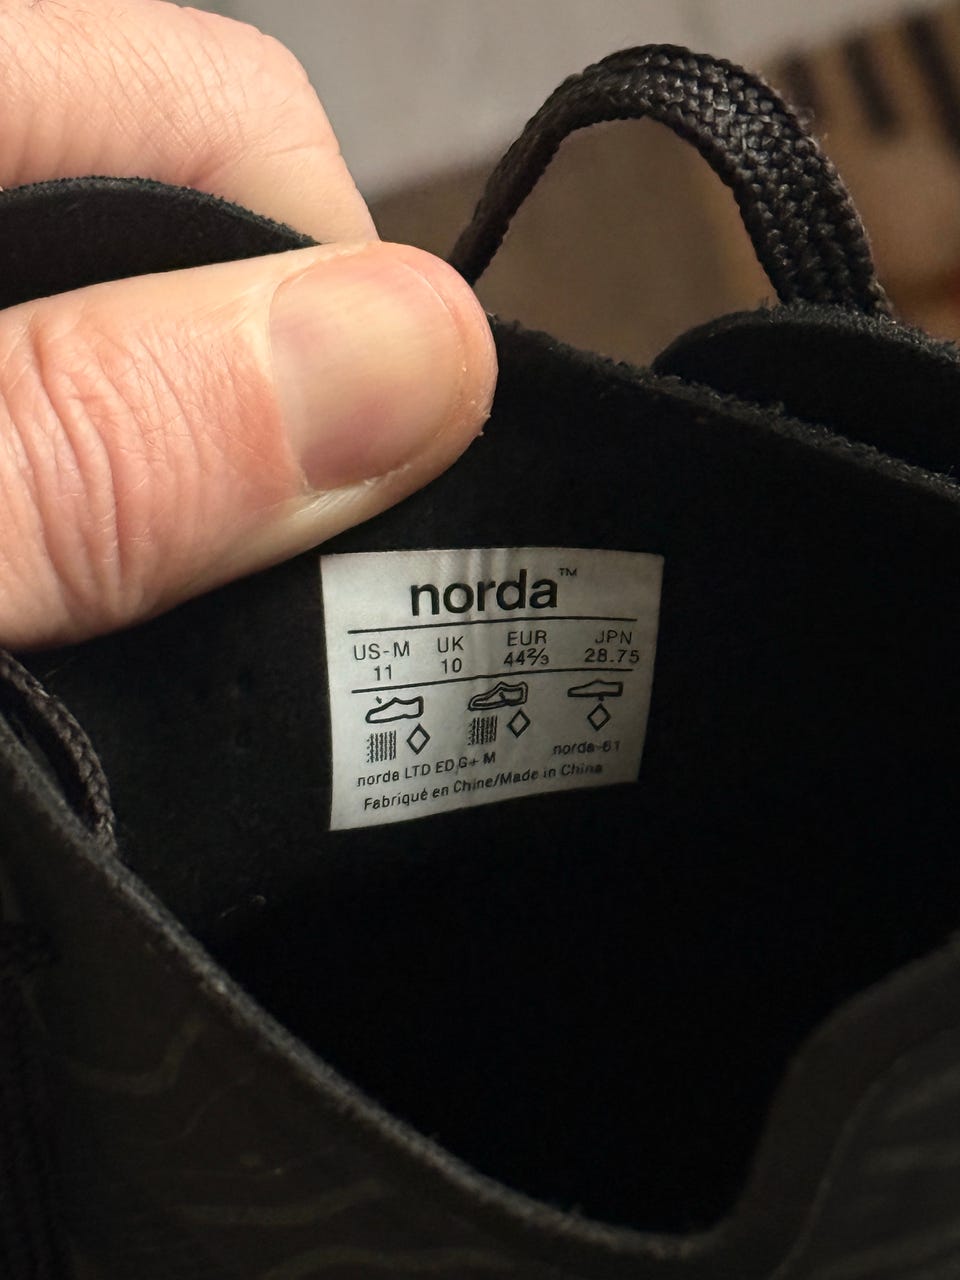 norda™
US-M UK EUR JPN
11 10 44⅔ 28.75
norda-61
norda LTD ED G+ M
Fabriqué en Chine/Made in China